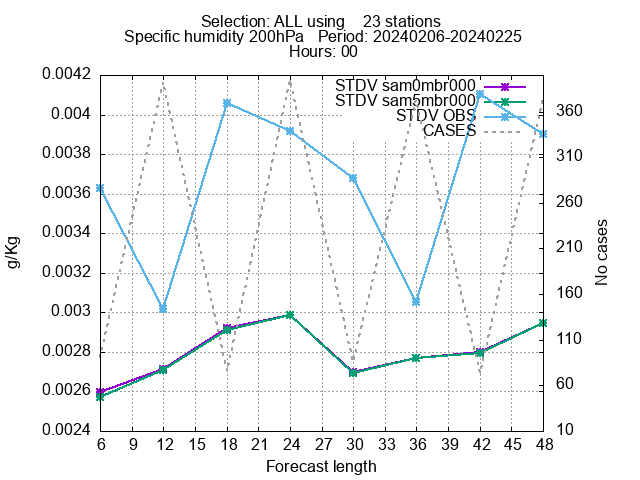 Selection: ALL using    23 stations
Specific humidity 200hPa   Period: 20240206-20240225
Hours: 00
STDV sam0mbr000
STDV sam5mbr000
STDV OBS
CASES
0.0042
0.004
0.0038
0.0036
0.0034
0.0032
0.003
0.0028
0.0026
0.0024
g/Kg
360
310
260
210
160
110
60
10
No cases
6 9 12 15 18 21 24 27 30 33 36 39 42 45 48
Forecast length